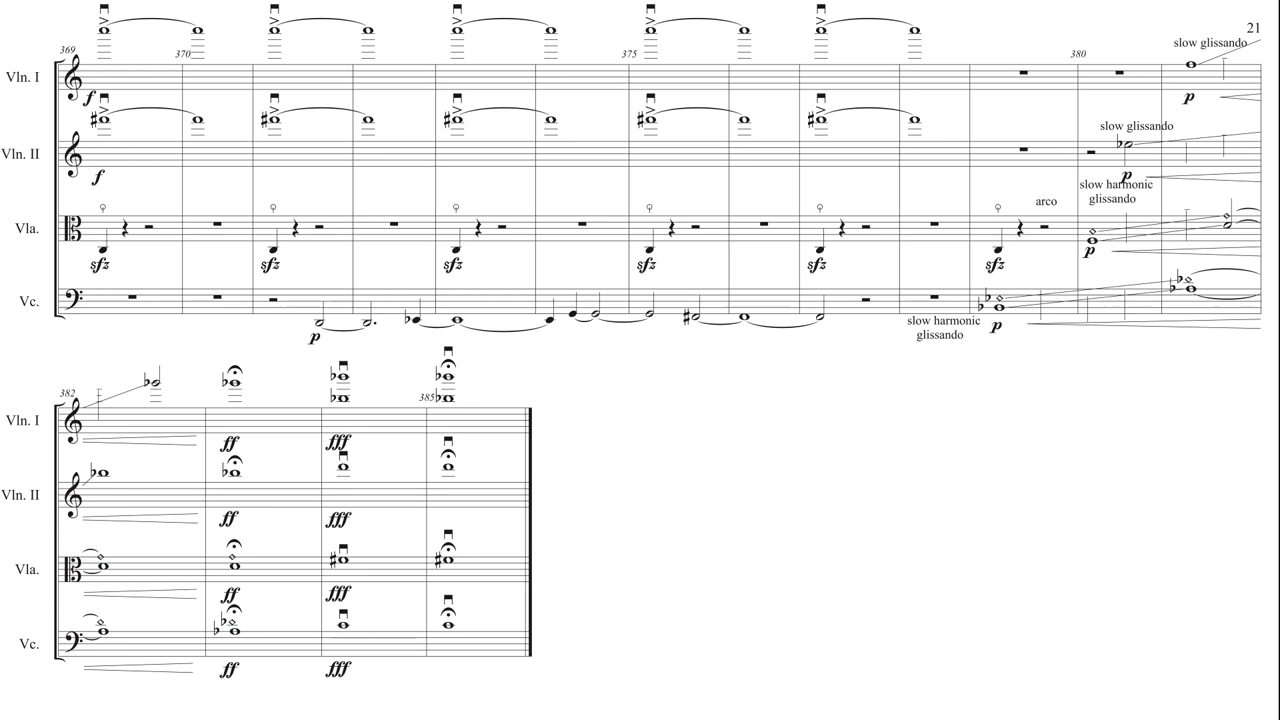 21
slow glissando
369 370 375 380
Vln. I
f p
slow glissando
Vln. II
f p
slow harmonic
glissando
arco
Vla.
sfz sfz sfz sfz sfz sfz p
Vc.
p p
slow harmonic
glissando
382 385
Vln. I
ff fff
Vln. II
ff fff
Vla.
ff fff
Vc.
ff fff